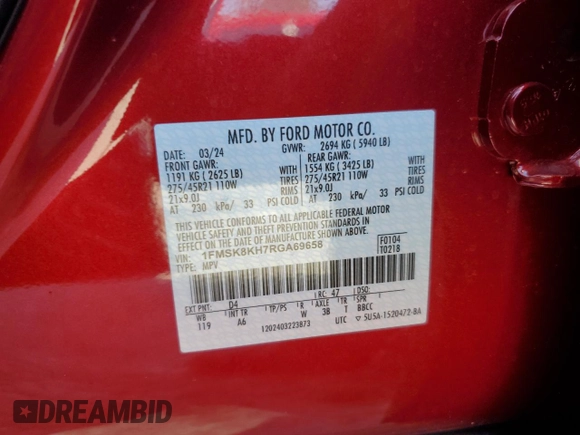 MFD. BY FORD MOTOR CO.
DATE: 03/24 GVWR: 2694 KG ( 5940 LB)
FRONT GAWR: REAR GAWR:
1191 KG ( 2625 LB) WITH 1554 KG ( 3425 LB) WITH
275/45R21 110W TIRES 275/45R21 110W TIRES
21x9.0J RIMS 21x9.0J RIMS
AT 230 kPa/ 33 PSI COLD AT 230 kPa/ 33 PSI COLD
THIS VEHICLE CONFORMS TO ALL APPLICABLE FEDERAL MOTOR
VEHICLE SAFETY AND THEFT PREVENTION STANDARDS IN EFFECT ON THE
DATE OF MANUFACTURE SHOWN ABOVE.
VIN: 1FMSK8KH7RGA69658 F0104
TYPE: MPV T0218
EXT PNT: D4 RC: 47
WB INT TR TP/PS R AXLE TR SPR
119 A6 W 3B T BBCC
1202403223873 UTC ▽ 5U5A-1520472-BA
DREAMBID